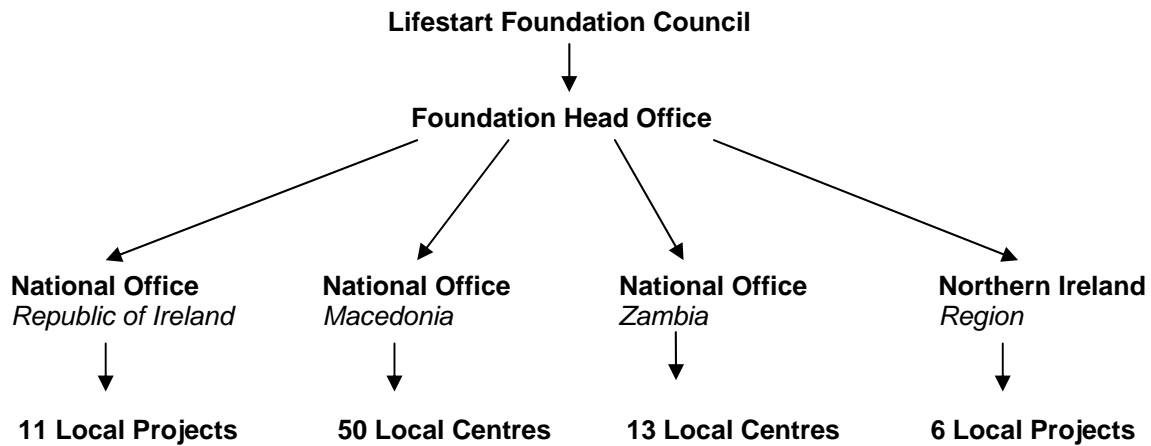 Lifestart Foundation Council
Foundation Head Office
National Office
Republic of Ireland
National Office
Macedonia
National Office
Zambia
Northern Ireland
Region
11 Local Projects
50 Local Centres
13 Local Centres
6 Local Projects